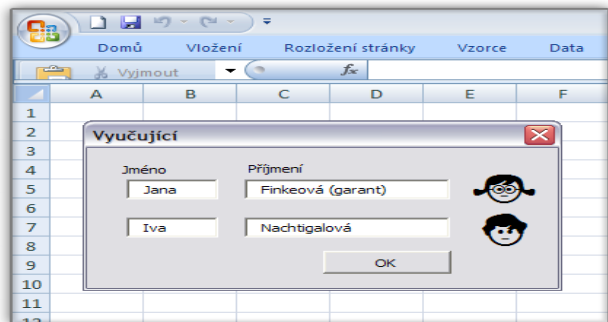 Domů Vložení Rozložení stránky Vzorce Data
Vyjmout fx
A B C D E F
1
2
3
4
5
6
7
8
9
10
11
12
Vyučující
Jméno Příjmení
Jana Finkeová (garant)
Iva Nachtigalová
OK